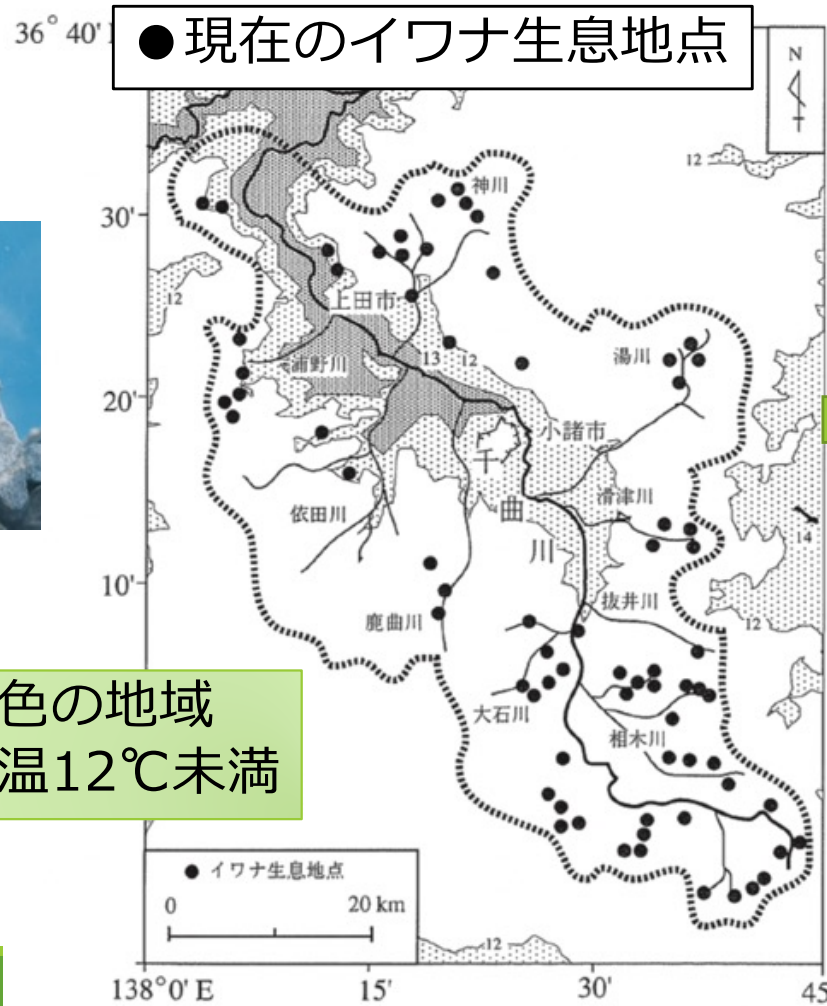 ●現在のイワナ生息地点
36° 40'
N
12
神川
30'
12
上田市
湯川
浦野川
13
12
20'
小諸市
千
曲
川
滑津川
依田川
14
10'
抜井川
12
鹿曲川
色の地域
温12℃未満
大石川
相木川
● イワナ生息地点
0
20 km
12
138°0' E
15'
30'
45